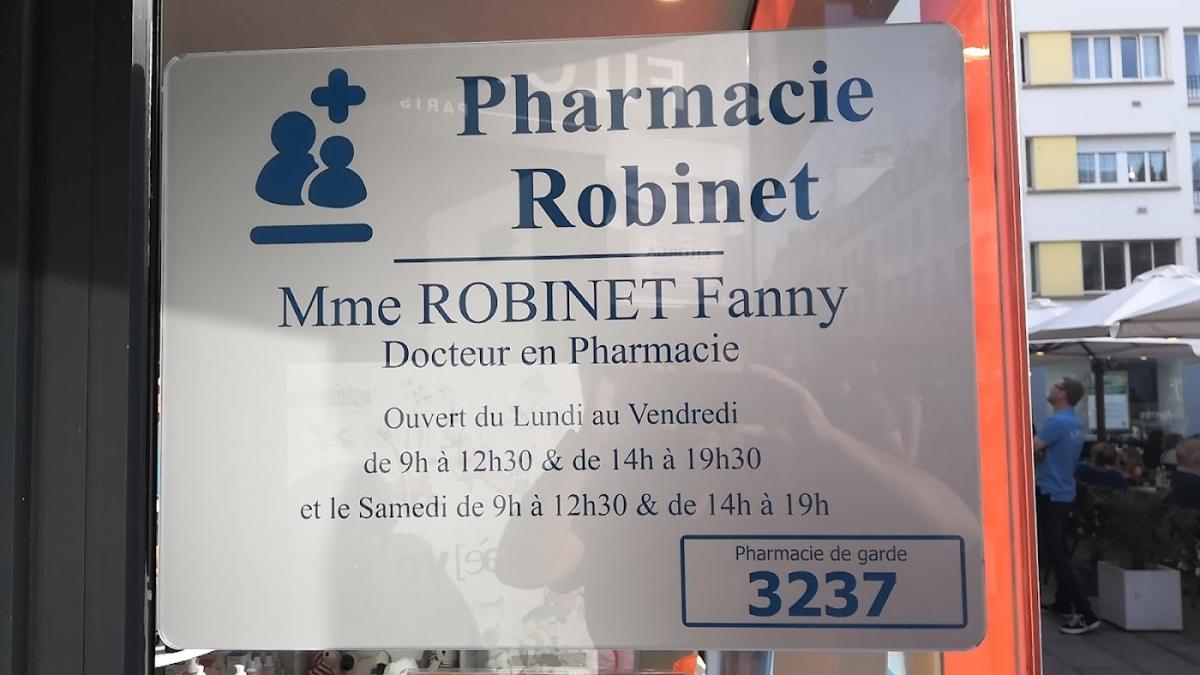 Pharmacie
Robinet
Mme ROBINET Fanny
Docteur en Pharmacie
Ouvert du Lundi au Vendredi
de 9h à 12h30 & de 14h à 19h30
et le Samedi de 9h à 12h30 & de 14h à 19h
Pharmacie de garde
3237
PARIS